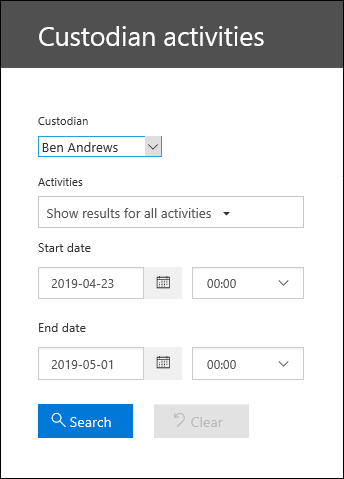 Custodian activities
Custodian
Ben Andrews
Activities
Show results for all activities
Start date
2019-04-23 00:00
End date
2019-05-01 00:00
Search Clear